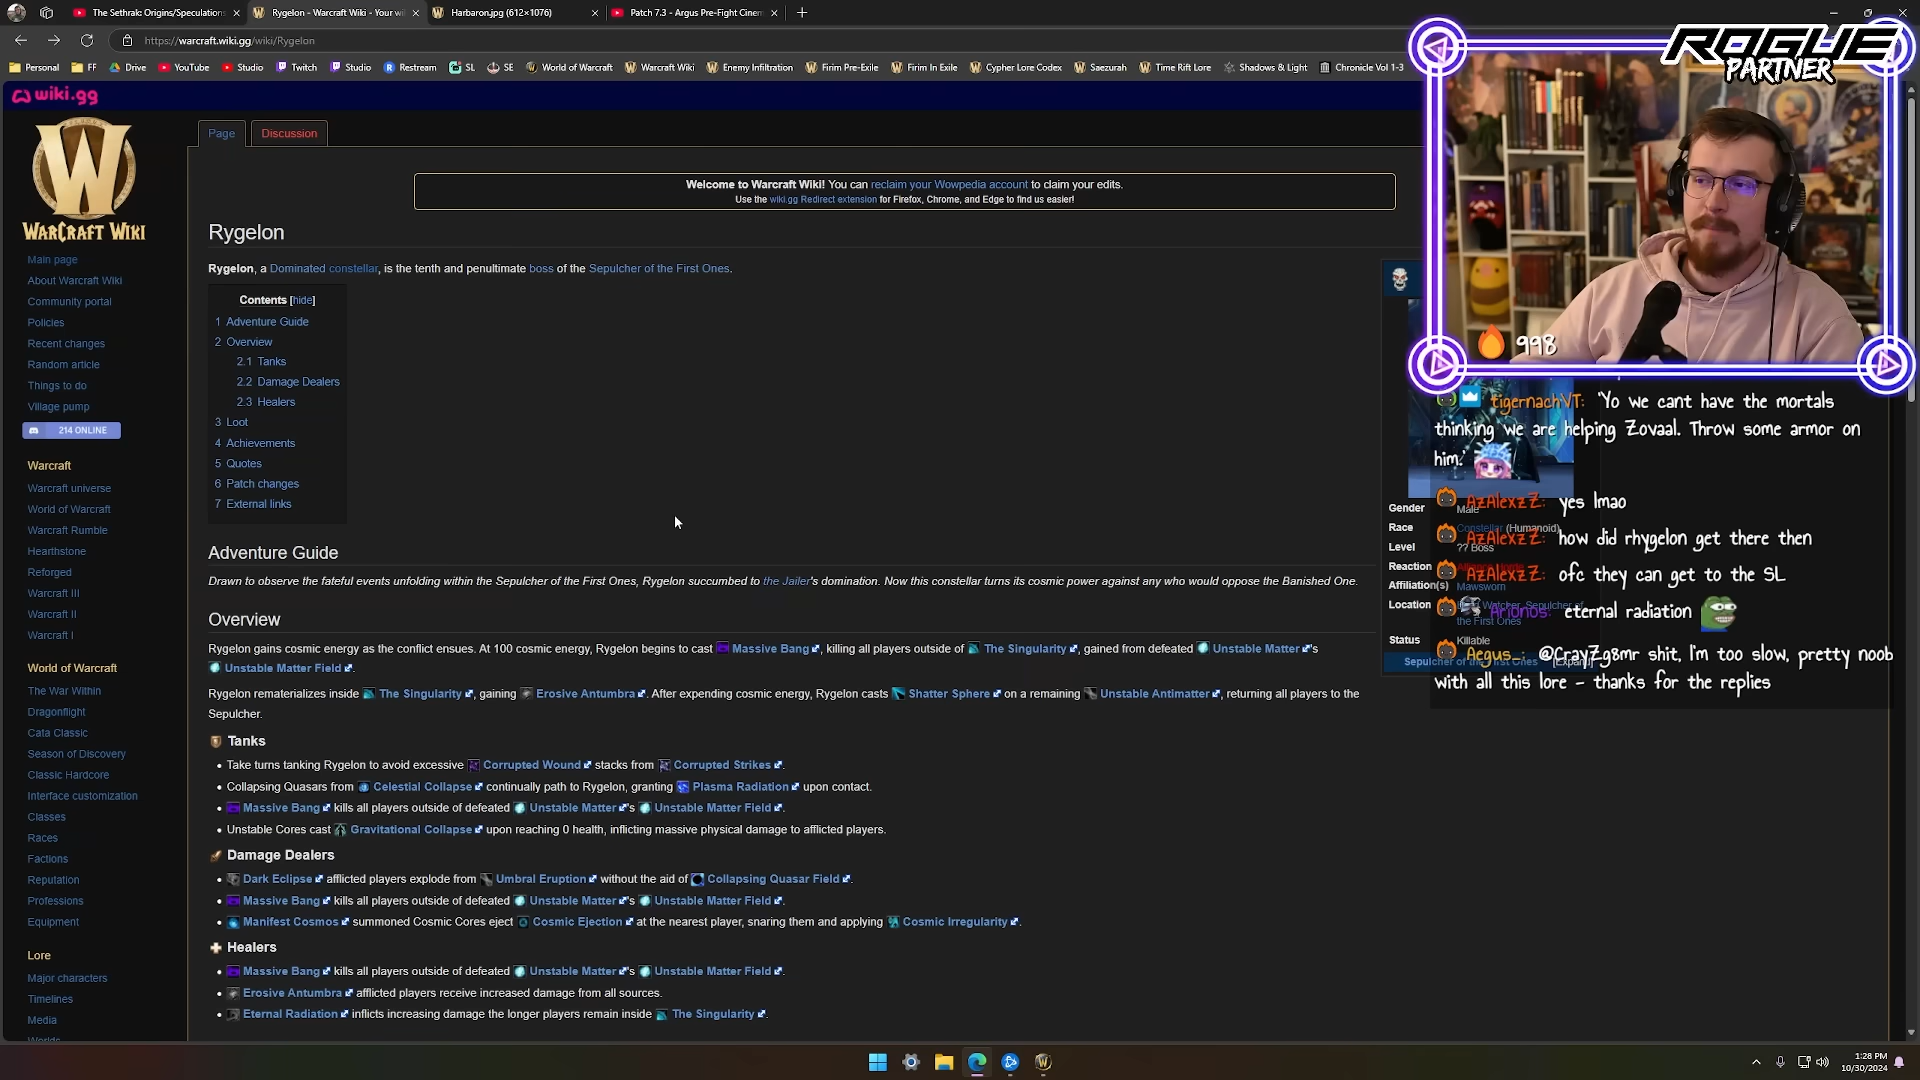 The Sethrak: Origins/Speculations
Rygelon - Warcraft Wiki - Your wi
Harbaron.jpg (612×1076)
Patch 7.3 - Argus Pre-Fight Cinem
https://warcraft.wiki.gg/wiki/Rygelon
Personal FF Drive YouTube Studio Twitch Studio Restream SL SE World of Warcraft Warcraft Wiki Enemy Infiltration Firim Pre-Exile Firim In Exile Cypher Lore Codex Saezurah Time Rift Lore Shadows & Light Chronicle Vol 1-3
ROGUE
PARTNER
wiki.gg
WARCRAFT WIKI
Page Discussion
Welcome to Warcraft Wiki! You can reclaim your Wowpedia account to claim your edits.
Use the wiki.gg Redirect extension for Firefox, Chrome, and Edge to find us easier!
Main page
About Warcraft Wiki
Community portal
Policies
Recent changes
Random article
Things to do
Village pump
214 ONLINE
Warcraft
Warcraft universe
World of Warcraft
Warcraft Rumble
Hearthstone
Reforged
Warcraft III
Warcraft II
Warcraft I
World of Warcraft
The War Within
Dragonflight
Cata Classic
Season of Discovery
Classic Hardcore
Interface customization
Classes
Races
Factions
Reputation
Professions
Equipment
Lore
Major characters
Timelines
Media
Worlds
Rygelon
Rygelon, a Dominated constellar, is the tenth and penultimate boss of the Sepulcher of the First Ones.
Contents [hide]
1 Adventure Guide
2 Overview
2.1 Tanks
2.2 Damage Dealers
2.3 Healers
3 Loot
4 Achievements
5 Quotes
6 Patch changes
7 External links
Adventure Guide
Drawn to observe the fateful events unfolding within the Sepulcher of the First Ones, Rygelon succumbed to the Jailer's domination. Now this constellar turns its cosmic power against any who would oppose the Banished One.
Overview
Rygelon gains cosmic energy as the conflict ensues. At 100 cosmic energy, Rygelon begins to cast Massive Bang, killing all players outside of The Singularity, gained from defeated Unstable Matter's
Unstable Matter Field.
Rygelon rematerializes inside The Singularity, gaining Erosive Antumbra. After expending cosmic energy, Rygelon casts Shatter Sphere on a remaining Unstable Antimatter, returning all players to the
Sepulcher.
Tanks
• Take turns tanking Rygelon to avoid excessive Corrupted Wound stacks from Corrupted Strikes.
• Collapsing Quasars from Celestial Collapse continually path to Rygelon, granting Plasma Radiation upon contact.
• Massive Bang kills all players outside of defeated Unstable Matter's Unstable Matter Field.
• Unstable Cores cast Gravitational Collapse upon reaching 0 health, inflicting massive physical damage to afflicted players.
Damage Dealers
• Dark Eclipse afflicted players explode from Umbral Eruption without the aid of Collapsing Quasar Field.
• Massive Bang kills all players outside of defeated Unstable Matter's Unstable Matter Field.
• Manifest Cosmos summoned Cosmic Cores eject Cosmic Ejection at the nearest player, snaring them and applying Cosmic Irregularity.
Healers
• Massive Bang kills all players outside of defeated Unstable Matter's Unstable Matter Field.
• Erosive Antumbra afflicted players receive increased damage from all sources.
• Eternal Radiation inflicts increasing damage the longer players remain inside The Singularity.
Gender Male
Race Constellar (Humanoid)
Level ?? Boss
Reaction
Affiliation(s) Mawsworn
Location Sepulcher of
the First Ones
Status Killable
Sepulcher of the First Ones [Expand]
998
tigernachVT: 'Yo we cant have the mortals
thinking we are helping Zovaal. Throw some armor on
him.'
AzAlexzZ: yes lmao
AzAlexzZ: how did rhygelon get there then
AzAlexzZ: ofc they can get to the SL
Arionos: eternal radiation
Aegus_: @CrayZg8mr shit, I'm too slow, pretty noob
with all this lore - thanks for the replies
1:28 PM
10/30/2024